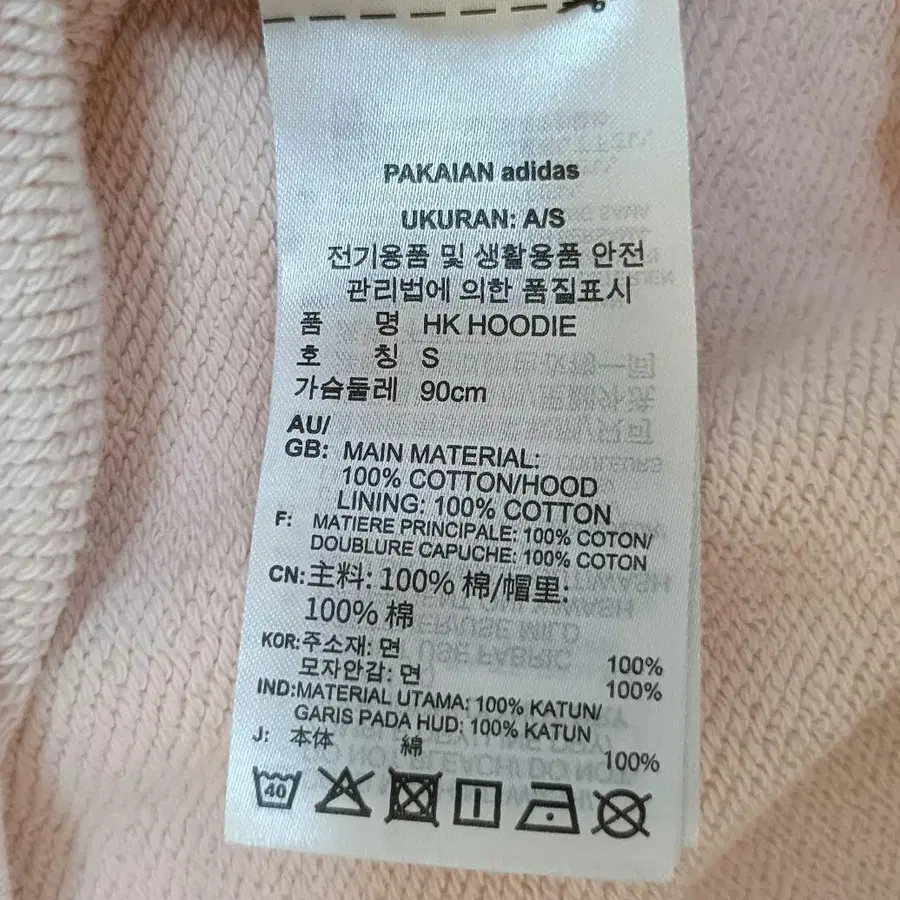 PAKAIAN adidas
UKURAN: A/S
전기용품 및 생활용품 안전
관리법에 의한 품질표시
품 명 HK HOODIE
호 칭 S
가슴둘레 90cm
AU/
GB: MAIN MATERIAL:
100% COTTON/HOOD
LINING: 100% COTTON
F: MATIERE PRINCIPALE: 100% COTON/
DOUBLURE CAPUCHE: 100% COTON
CN:主料: 100% 棉/帽里:
100% 棉
KOR:주소재: 면 100%
모자안감: 면 100%
IND:MATERIAL UTAMA: 100% KATUN/
GARIS PADA HUD: 100% KATUN
J: 本体 綿 100%
40